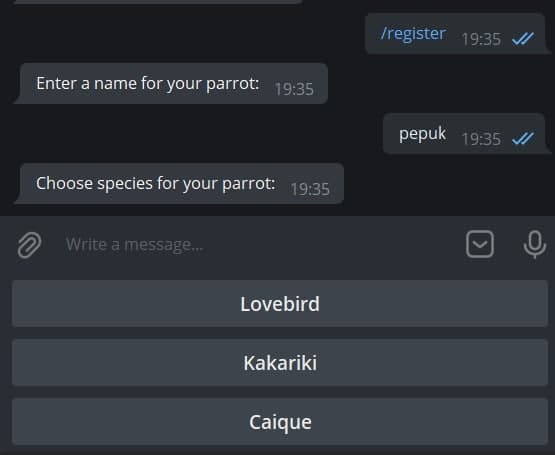 /register 19:35
Enter a name for your parrot: 19:35
pepuk 19:35
Choose species for your parrot: 19:35
Write a message...
Lovebird
Kakariki
Caique